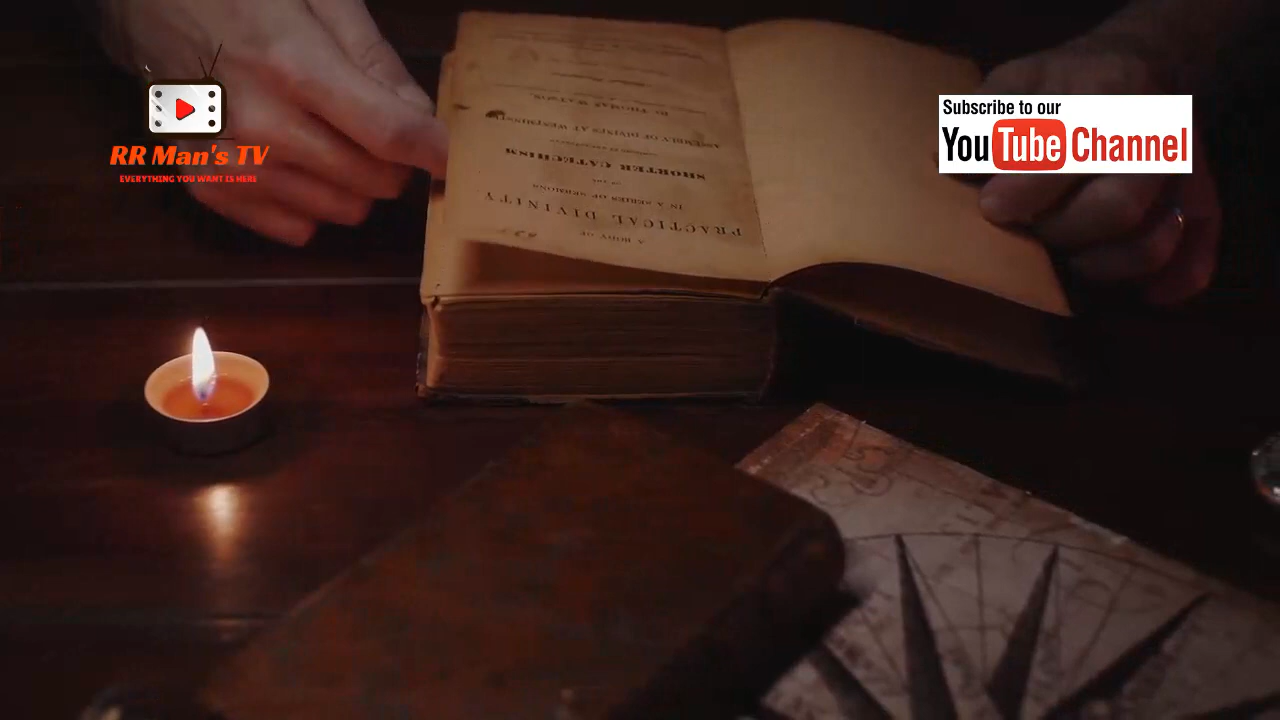 RR Man's TV
EVERYTHING YOU WANT IS HERE
Subscribe to our
YouTube Channel
A BODY OF
PRACTICAL DIVINITY
IN A SERIES OF SERMONS
ON THE
SHORTER CATECHISM
ASSEMBLY OF DIVINES AT WESTMINSTER
BY THOMAS WATSON,